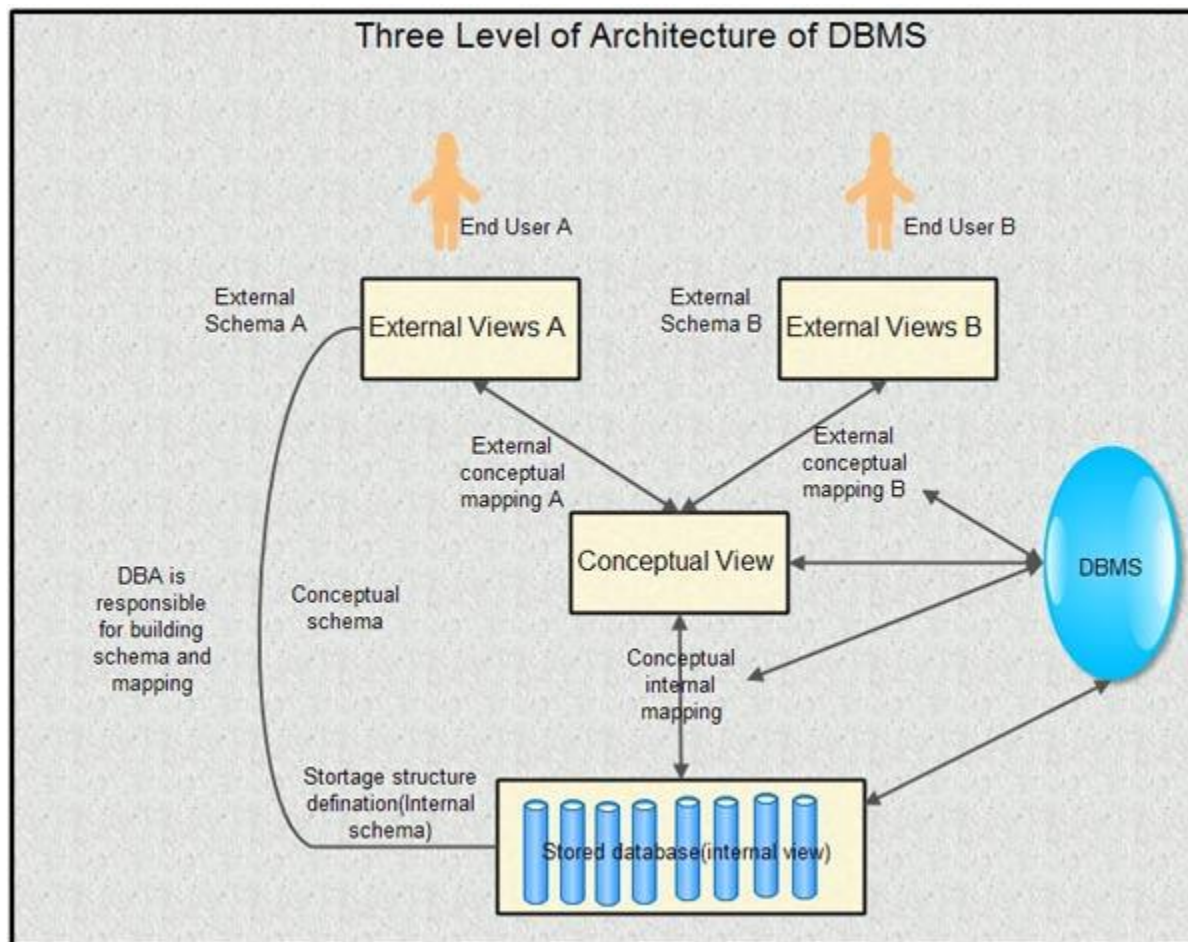 Three Level of Architecture of DBMS
End User A
End User B
External
Schema A
External Views A
External
Schema B
External Views B
External
conceptual
mapping A
External
conceptual
mapping B
Conceptual View
DBMS
DBA is
responsible
for building
schema and
mapping
Conceptual
schema
Conceptual
internal
mapping
Stortage structure
defination(Internal
schema)
Stored database(internal view)